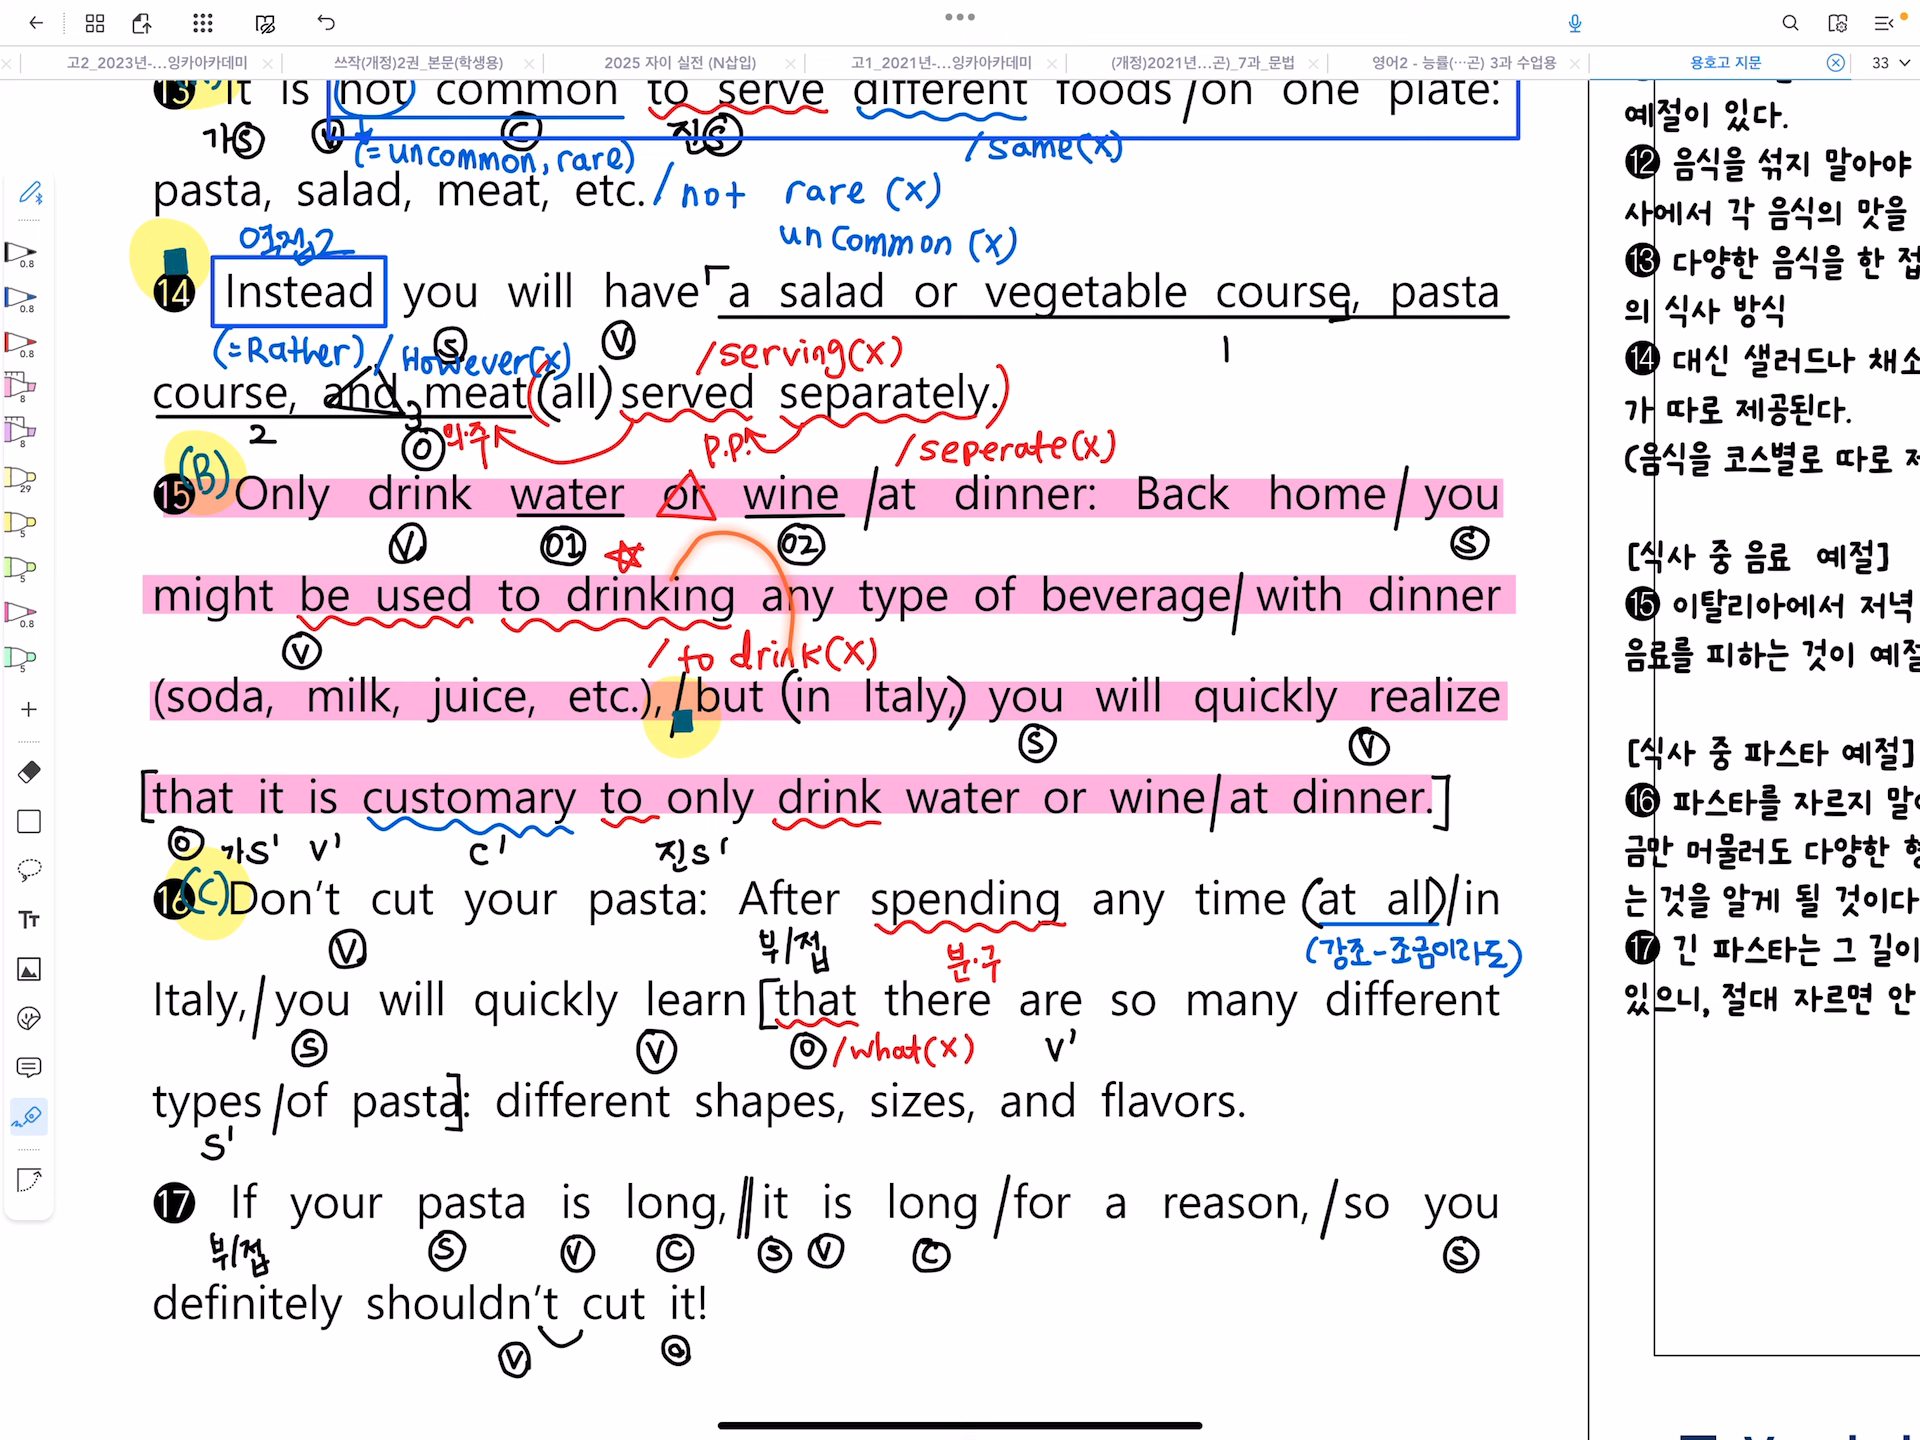 고2_2023년-...잉카아카데미
쓰작(개정)2권_본문(학생용)
2025 자이 실전 (N삽입)
고1_2021년-...잉카아카데미
(개정)2021년...곤)_7과_문법
영어2 - 능률(...곤) 3과 수업용
용호고 지문
33
13 It is not common to serve different foods / on one plate:
가S V C 진S
(=uncommon, rare) /same(x)
pasta, salad, meat, etc. / not rare (x)
uncommon (x)
14 Instead you will have a salad or vegetable course, pasta
(=Rather) / However(x) S V /serving(x) 1
course, and meat (all) served separately.)
2 3 O P.P. /seperate(x)
15 (B) Only drink water or wine / at dinner: Back home / you
V O1 ☆ O2 S
might be used to drinking any type of beverage / with dinner
V / to drink(x)
(soda, milk, juice, etc.), / but (in Italy,) you will quickly realize
S V
[that it is customary to only drink water or wine / at dinner.]
O 가S' V' C' 진S'
16 (C) Don't cut your pasta: After spending any time (at all) / in
V 부/접 분·구 (강조-조금이라도)
Italy, / you will quickly learn [that there are so many different
S V O /what(x) V'
types / of pasta]: different shapes, sizes, and flavors.
S'
17 If your pasta is long, // it is long / for a reason, / so you
부/접 S V C S V C S
definitely shouldn't cut it!
V O
예절이 있다.
12 음식을 섞지 말아야
사에서 각 음식의 맛을
13 다양한 음식을 한 접
의 식사 방식
14 대신 샐러드나 채소
가 따로 제공된다.
(음식을 코스별로 따로 제
[식사 중 음료 예절]
15 이탈리아에서 저녁
음료를 피하는 것이 예절
[식사 중 파스타 예절]
16 파스타를 자르지 말아
금만 머물러도 다양한 형
는 것을 알게 될 것이다
17 긴 파스타는 그 길이
있으니, 절대 자르면 안
0.8
0.8
0.8
8
8
29
5
5
0.8
5
Tт